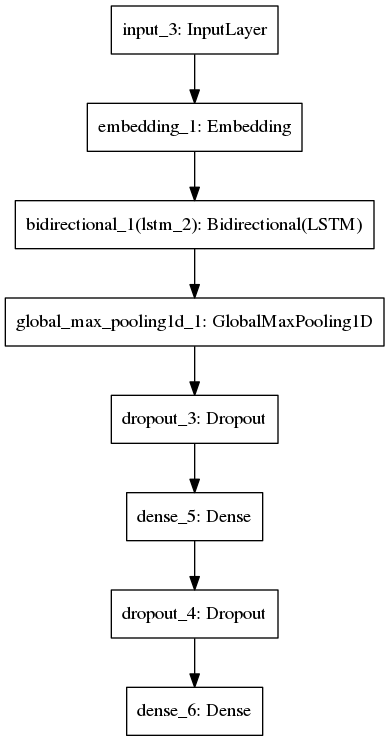 input_3: InputLayer
embedding_1: Embedding
bidirectional_1(lstm_2): Bidirectional(LSTM)
global_max_pooling1d_1: GlobalMaxPooling1D
dropout_3: Dropout
dense_5: Dense
dropout_4: Dropout
dense_6: Dense